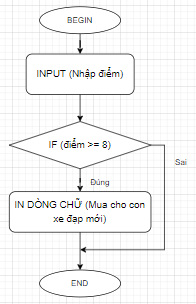 BEGIN
INPUT (Nhập điểm)
IF (điểm >= 8)
Sai
Đúng
IN DÒNG CHỮ (Mua cho con
xe đạp mới)
END